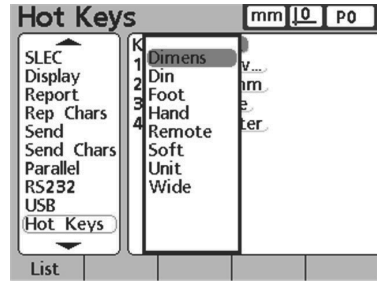 Hot Keys mm 0 P0
SLEC
Display
Report
Rep Chars
Send
Send Chars
Parallel
RS232
USB
Hot Keys
K
1
2
3
4
Dimens
Din
Foot
Hand
Remote
Soft
Unit
Wide
List